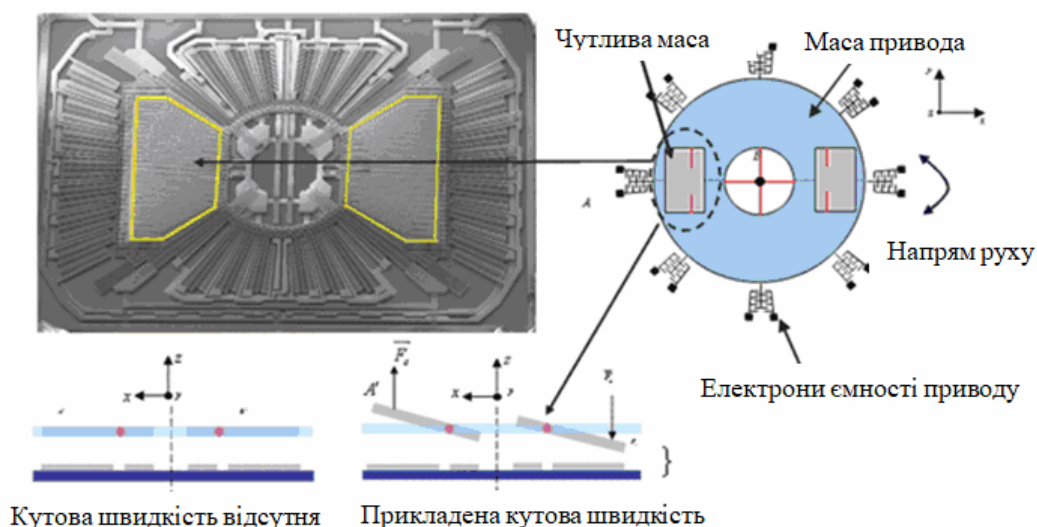 Чутлива маса
Маса привода
y
z
x
B
A
Напрям руху
Електрони ємності приводу
z
x
y
F
A'
z
x
y
Кутова швидкість відсутня
Прикладена кутова швидкість